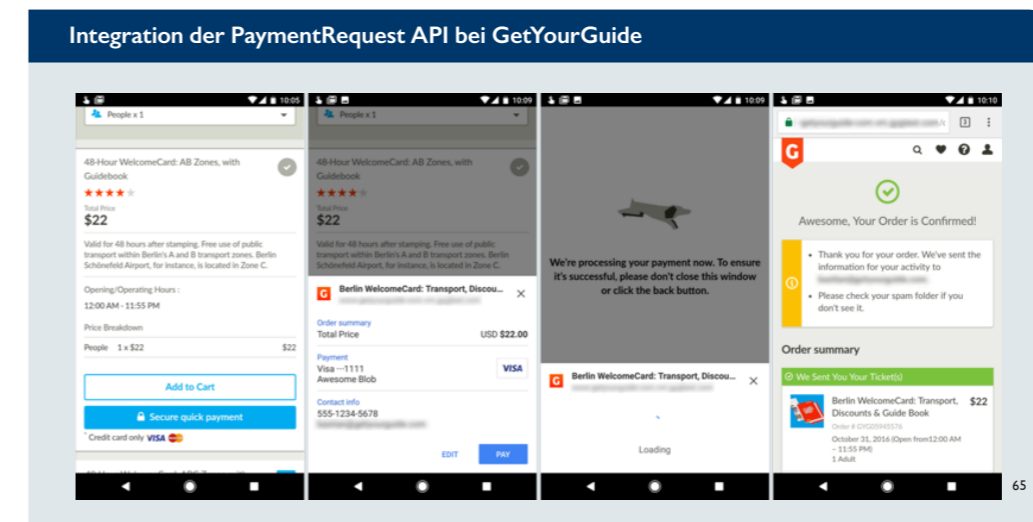 Integration der PaymentRequest API bei GetYourGuide
10:05
People x 1
48-Hour WelcomeCard: AB Zones, with
Guidebook
Total Price
$22
Valid for 48 hours after stamping. Free use of public
transport within Berlin's A and B transport zones. Berlin
Schönefeld Airport, for instance, is located in Zone C.
Opening/Operating Hours :
12:00 AM - 11:55 PM
Price Breakdown
People 1 x $22 $22
Add to Cart
Secure quick payment
* Credit card only VISA
10:09
People x 1
48-Hour WelcomeCard: AB Zones, with
Guidebook
Total Price
$22
Valid for 48 hours after stamping. Free use of public
transport within Berlin's A and B transport zones. Berlin
Schönefeld Airport, for instance, is located in Zone C.
G Berlin WelcomeCard: Transport, Discou... ×
Order summary
Total Price USD $22.00
Payment
Visa ---1111 VISA
Awesome Blob
Contact info
555-1234-5678
EDIT PAY
10:09
We're processing your payment now. To ensure
it's successful, please don't close this window
or click the back button.
G Berlin WelcomeCard: Transport, Discou... ×
Loading
10:10
3
G
Awesome, Your Order is Confirmed!
• Thank you for your order. We've sent the
information for your activity to
• Please check your spam folder if you
don't see it.
Order summary
We Sent You Your Ticket(s)
Berlin WelcomeCard: Transport, $22
Discounts & Guide Book
Order # GYG05945576
October 31, 2016 (Open from12:00 AM
- 11:55 PM)
1 Adult
65